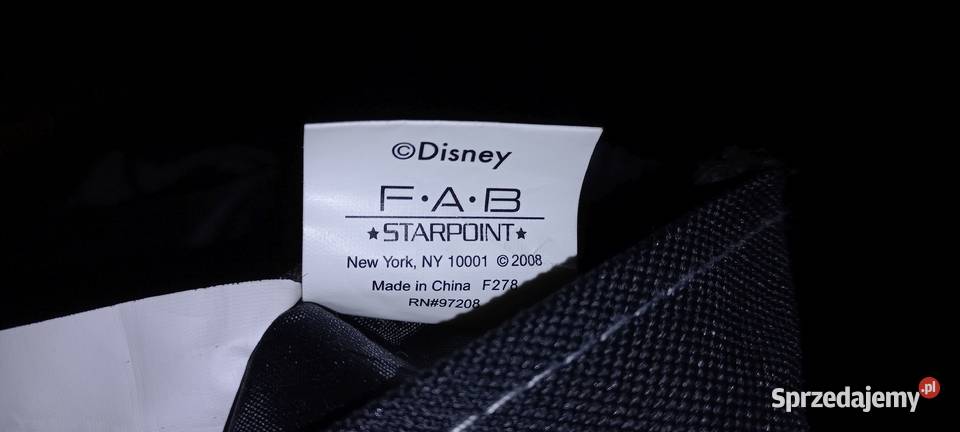 ©Disney
F•A•B
★STARPOINT★
New York, NY 10001 ©2008
Made in China F278
RN#97208
Sprzedajemy.pl